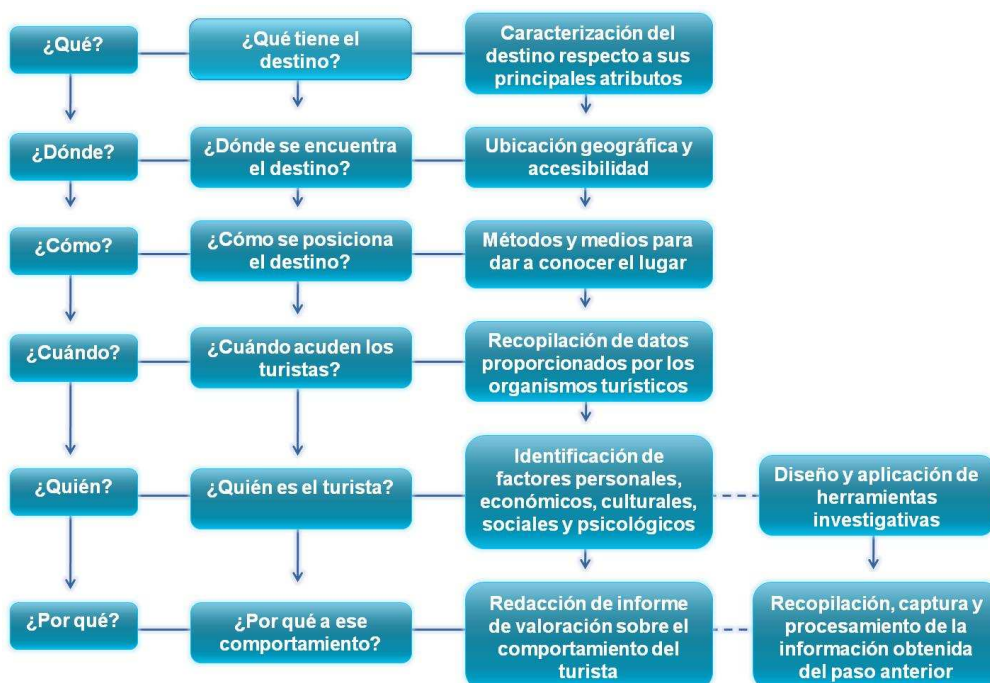 ¿Qué?
¿Qué tiene el
destino?
Caracterización del
destino respecto a sus
principales atributos
¿Dónde?
¿Dónde se encuentra
el destino?
Ubicación geográfica y
accesibilidad
¿Cómo?
¿Cómo se posiciona
el destino?
Métodos y medios para
dar a conocer el lugar
¿Cuándo?
¿Cuándo acuden los
turistas?
Recopilación de datos
proporcionados por los
organismos turísticos
¿Quién?
¿Quién es el turista?
Identificación de
factores personales,
económicos, culturales,
sociales y psicológicos
Diseño y aplicación de
herramientas
investigativas
¿Por qué?
¿Por qué a ese
comportamiento?
Redacción de informe
de valoración sobre el
comportamiento del
turista
Recopilación, captura y
procesamiento de la
información obtenida
del paso anterior